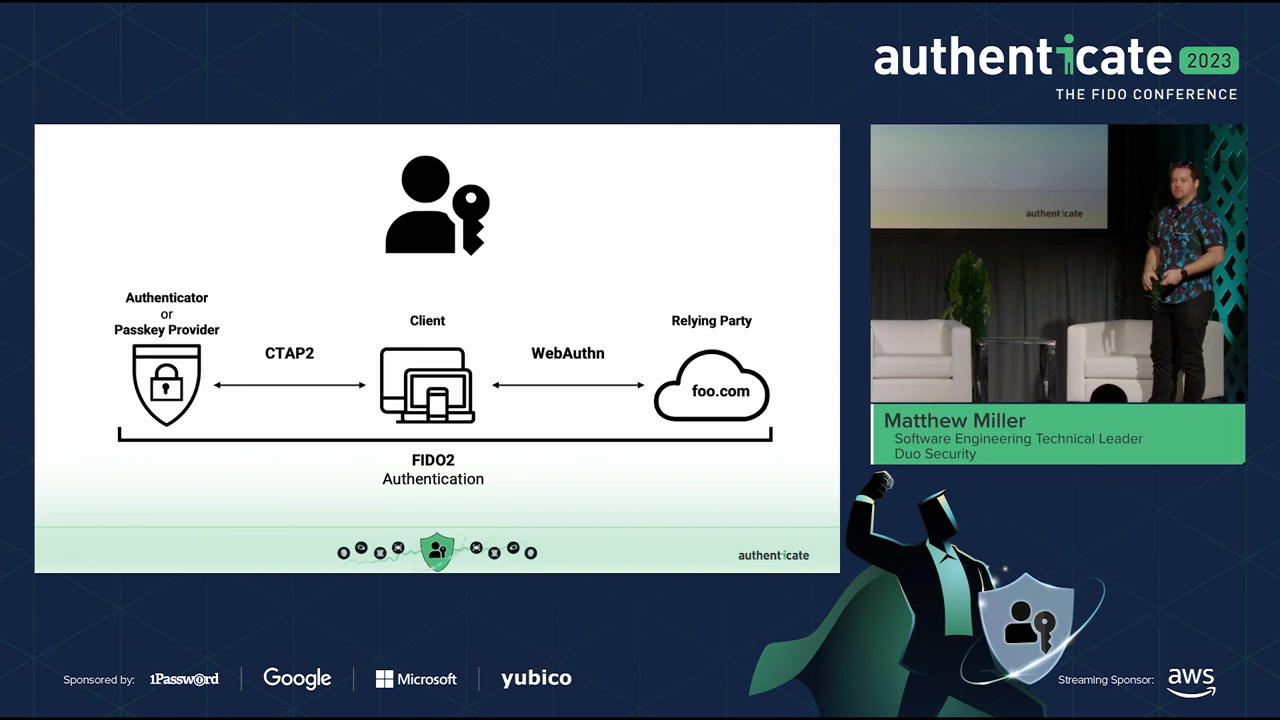 authenticate 2023
THE FIDO CONFERENCE
Authenticator
or
Passkey Provider
CTAP2
Client
WebAuthn
Relying Party
foo.com
FIDO2
Authentication
authenticate
authenticate
Matthew Miller
Software Engineering Technical Leader
Duo Security
Sponsored by:
1Password
Google
Microsoft
yubico
Streaming Sponsor:
aws